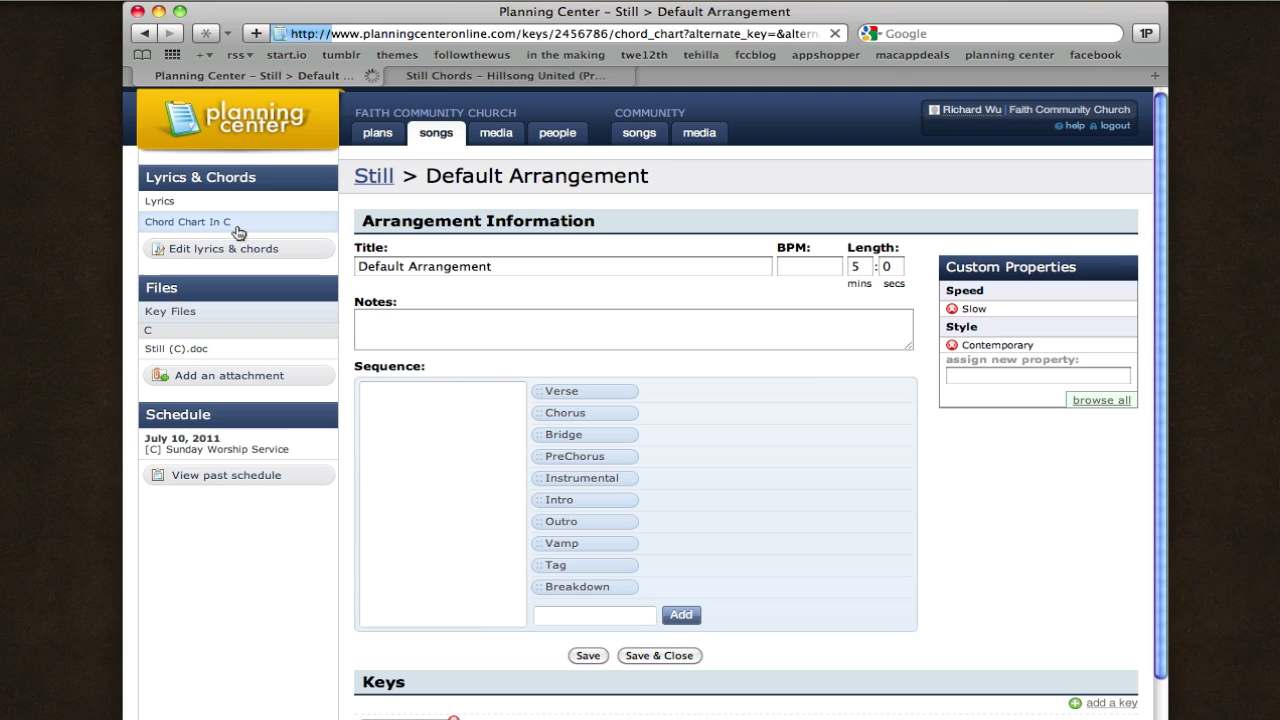 Planning Center – Still > Default Arrangement
http://www.planningcenteronline.com/keys/2456786/chord_chart?alternate_key=&altern
Google
1P
rss
start.io
tumblr
themes
followthewus
in the making
twe12th
tehilla
fccblog
appshopper
macappdeals
planning center
facebook
Planning Center – Still > Default ...
Still Chords – Hillsong United (Pr...
planning center
FAITH COMMUNITY CHURCH
plans
songs
media
people
COMMUNITY
songs
media
Richard Wu | Faith Community Church
help
logout
Lyrics & Chords
Lyrics
Chord Chart In C
Edit lyrics & chords
Files
Key Files
C
Still (C).doc
Add an attachment
Schedule
July 10, 2011
[C] Sunday Worship Service
View past schedule
Still > Default Arrangement
Arrangement Information
Title:
Default Arrangement
BPM:
Length:
5 : 0
mins secs
Notes:
Sequence:
Verse
Chorus
Bridge
PreChorus
Instrumental
Intro
Outro
Vamp
Tag
Breakdown
Add
Save
Save & Close
Keys
add a key
Custom Properties
Speed
Slow
Style
Contemporary
assign new property:
browse all